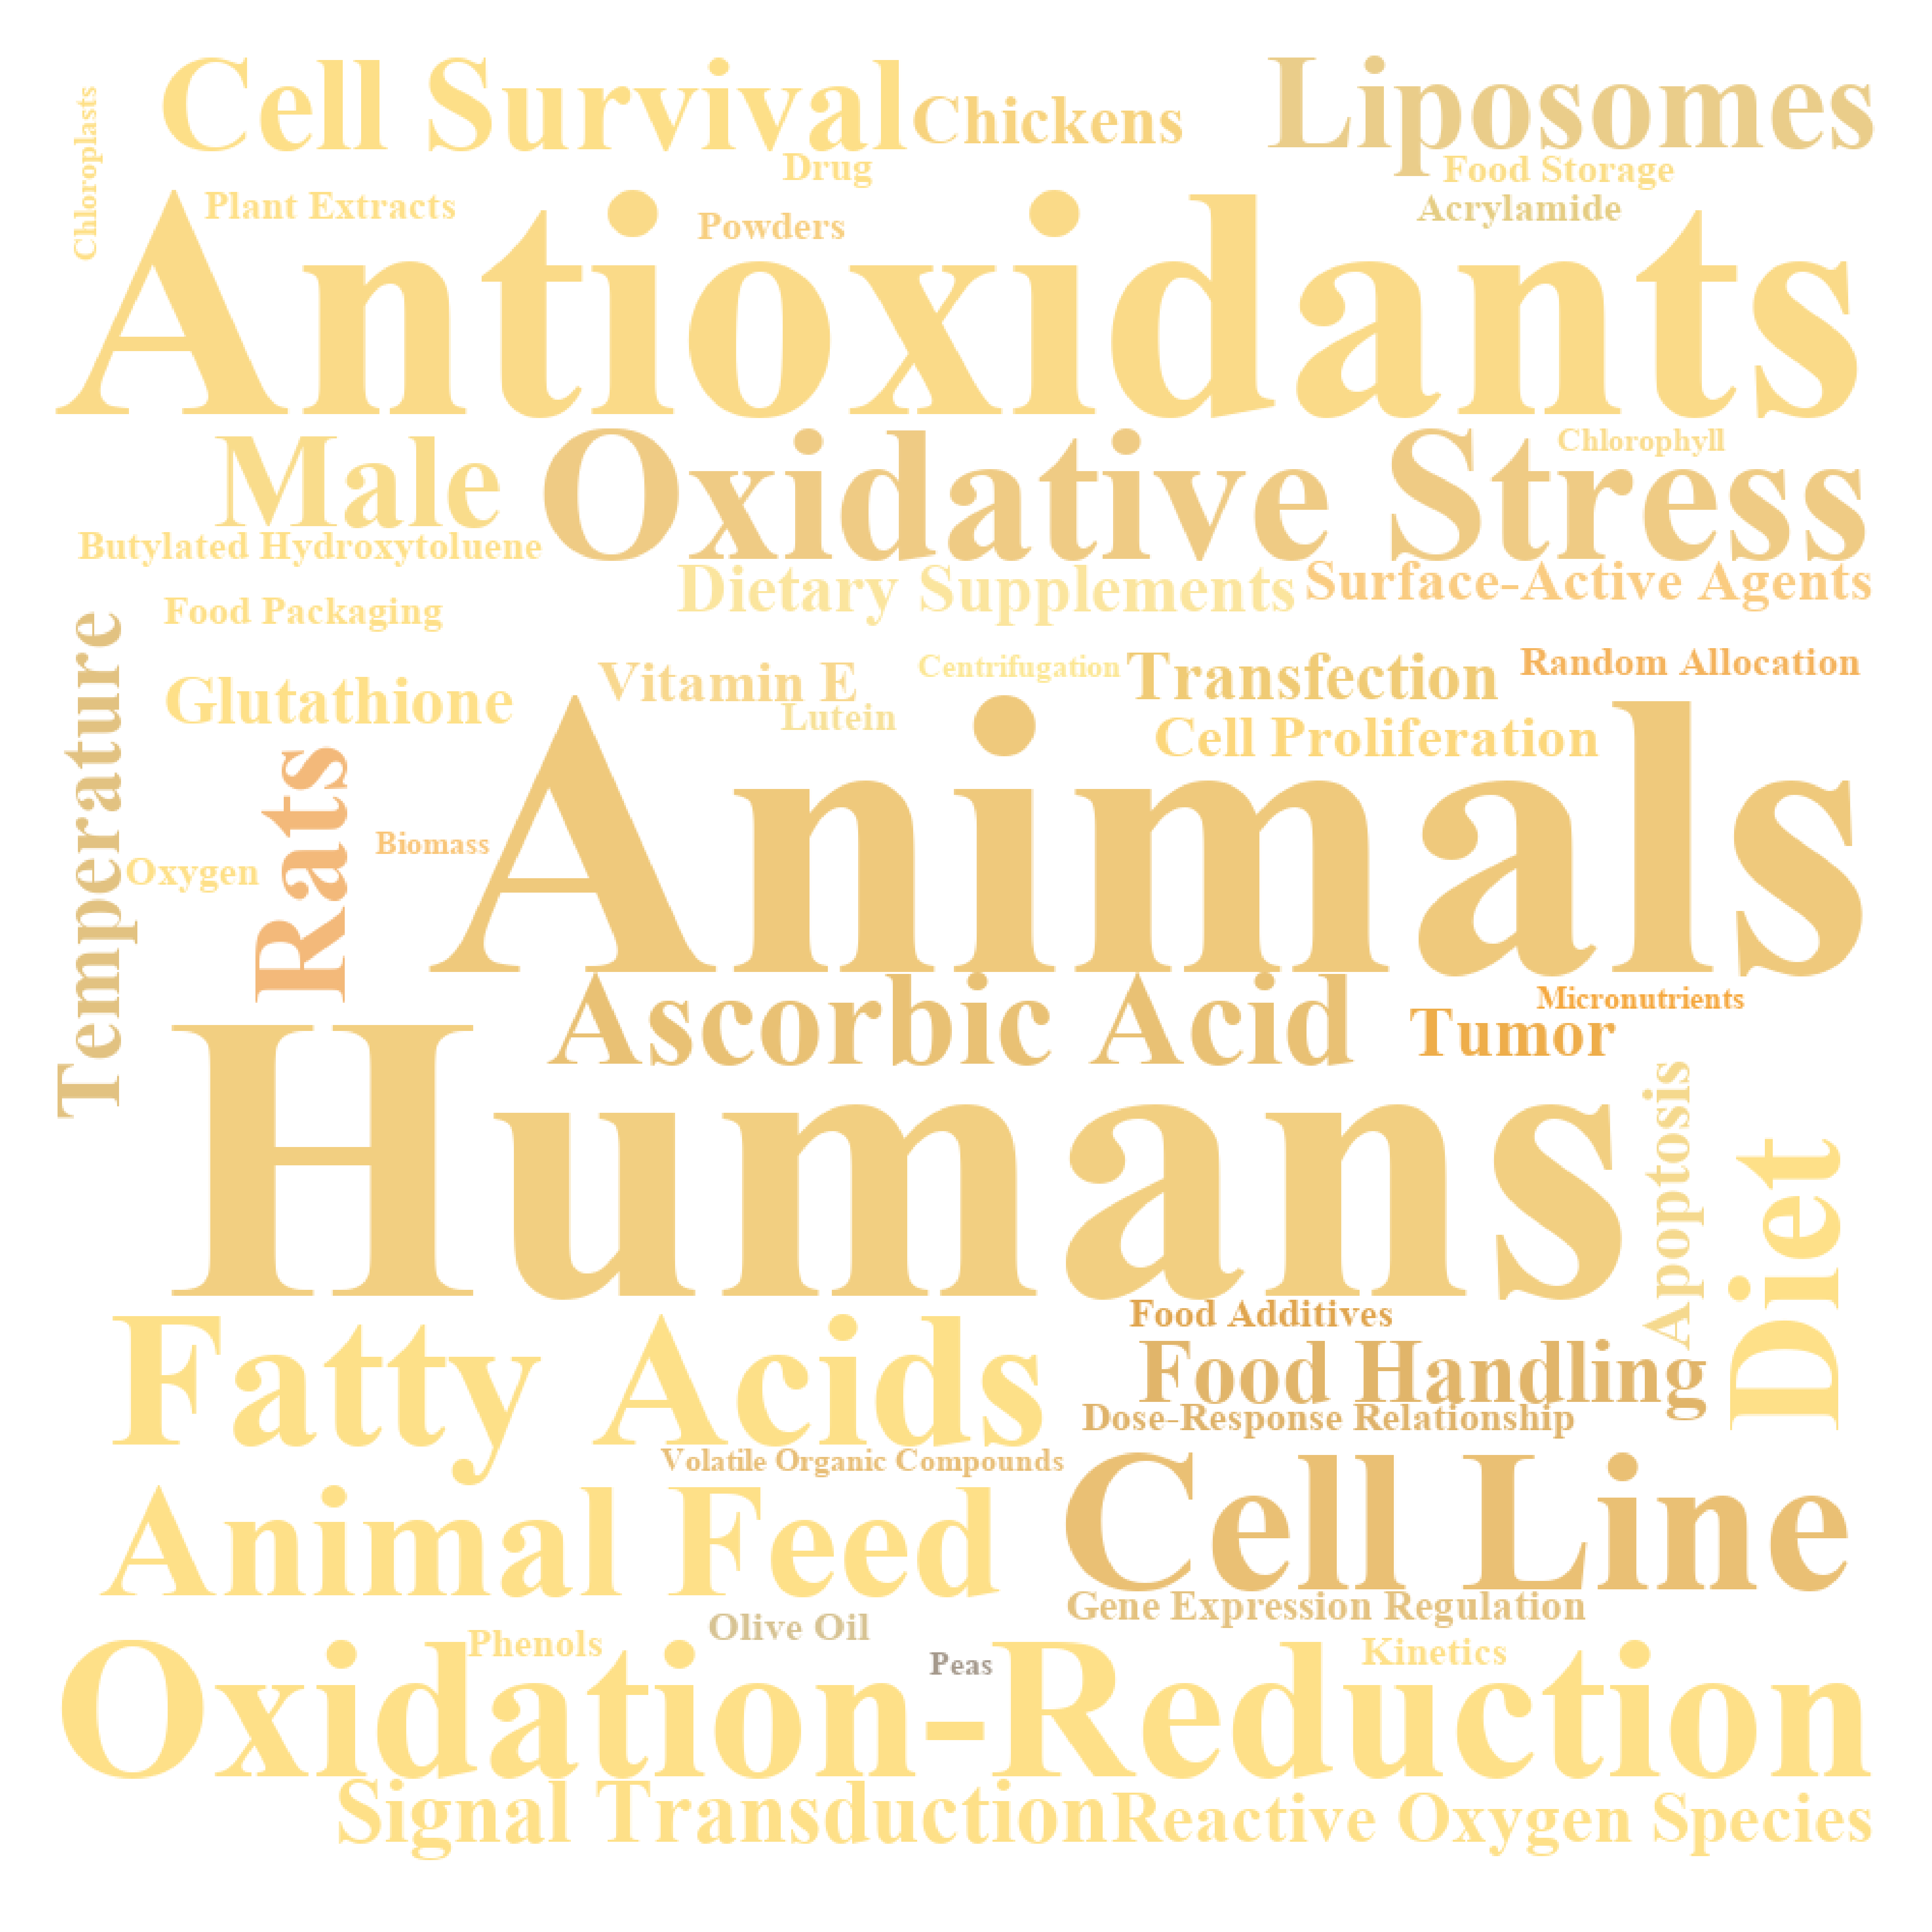 Cell Survival
Chickens
Liposomes
Chloroplasts
Drug
Food Storage
Plant Extracts
Powders
Acrylamide
Antioxidants
Male
Oxidative Stress
Chlorophyll
Butylated Hydroxytoluene
Dietary Supplements
Surface-Active Agents
Food Packaging
Temperature
Glutathione
Vitamin E
Centrifugation
Transfection
Random Allocation
Lutein
Cell Proliferation
Rats
Animals
Biomass
Oxygen
Ascorbic Acid
Micronutrients
Tumor
Humans
Apoptosis
Diet
Food Additives
Fatty Acids
Food Handling
Dose-Response Relationship
Volatile Organic Compounds
Animal Feed
Cell Line
Gene Expression Regulation
Phenols
Olive Oil
Peas
Kinetics
Oxidation-Reduction
Signal Transduction
Reactive Oxygen Species